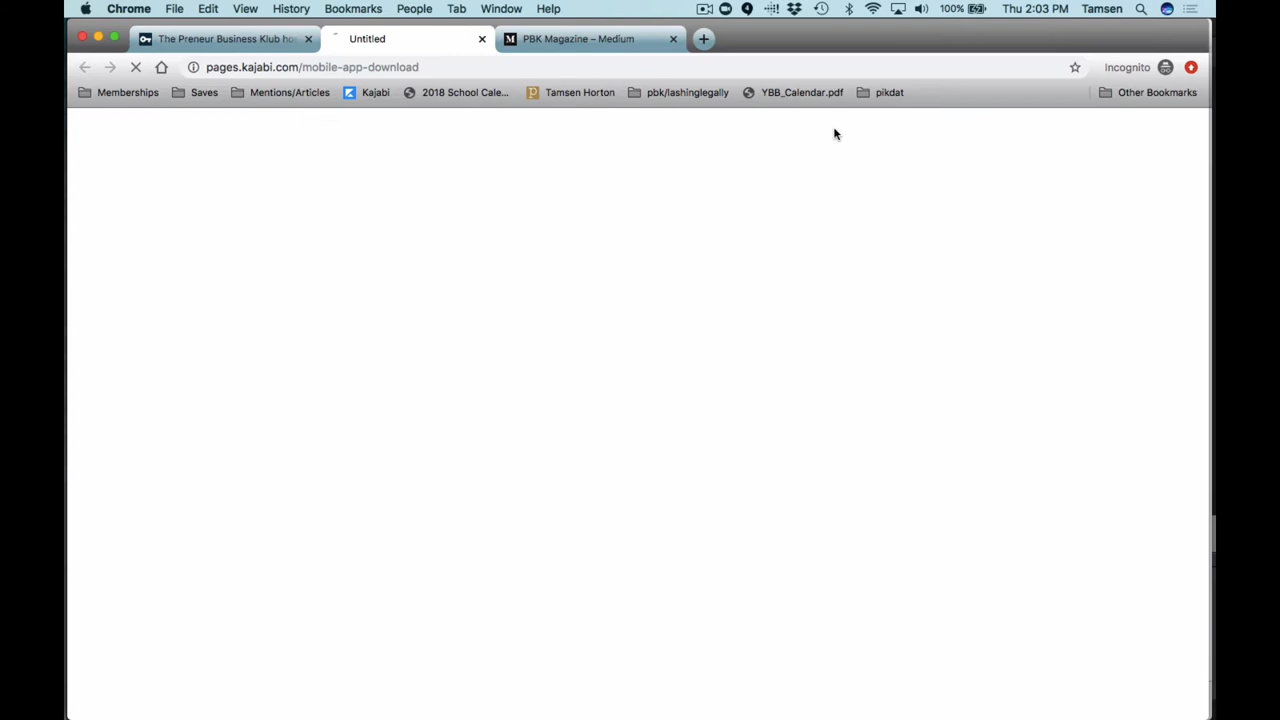 Chrome File Edit View History Bookmarks People Tab Window Help 100% Thu 2:03 PM Tamsen
The Preneur Business Klub ho Untitled PBK Magazine – Medium
pages.kajabi.com/mobile-app-download Incognito
Memberships Saves Mentions/Articles Kajabi 2018 School Cale... Tamsen Horton pbk/lashinglegally YBB_Calendar.pdf pikdat Other Bookmarks